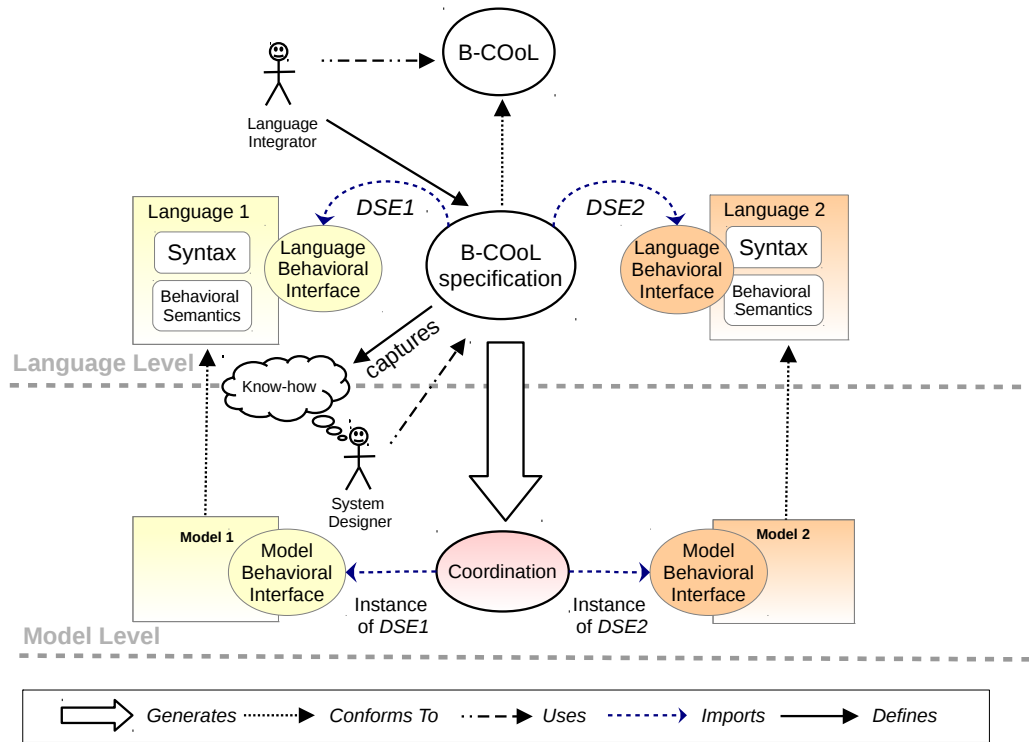 B-COoL
Language
Integrator
DSE1
DSE2
Language 1
Syntax
Behavioral
Semantics
Language
Behavioral
Interface
B-COoL
specification
Language
Behavioral
Interface
Language 2
Syntax
Behavioral
Semantics
captures
Language Level
Know-how
System
Designer
Model 1
Model
Behavioral
Interface
Coordination
Model
Behavioral
Interface
Model 2
Instance
of DSE1
Instance
of DSE2
Model Level
Generates
Conforms To
Uses
Imports
Defines